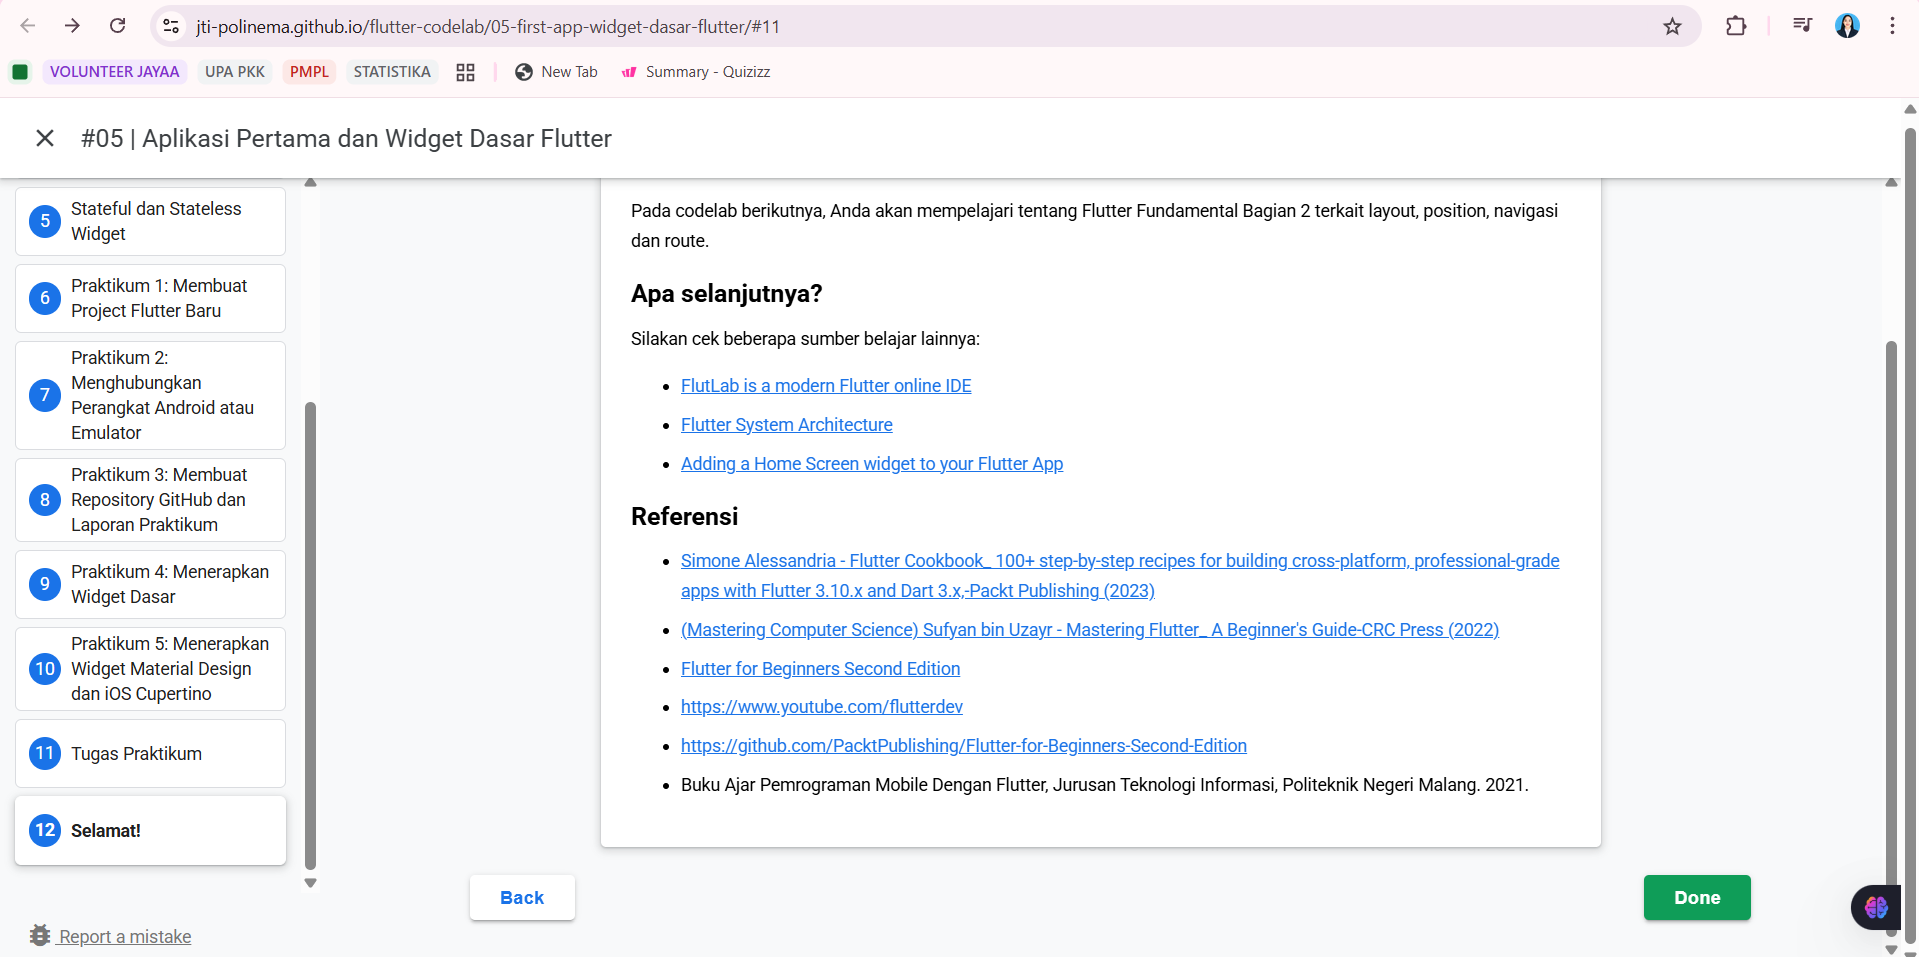 jti-polinema.github.io/flutter-codelab/05-first-app-widget-dasar-flutter/#11
VOLUNTEER JAYAA
UPA PKK
PMPL
STATISTIKA
New Tab
Summary - Quizizz
#05 | Aplikasi Pertama dan Widget Dasar Flutter
5
Stateful dan Stateless
Widget
6
Praktikum 1: Membuat
Project Flutter Baru
7
Praktikum 2:
Menghubungkan
Perangkat Android atau
Emulator
8
Praktikum 3: Membuat
Repository GitHub dan
Laporan Praktikum
9
Praktikum 4: Menerapkan
Widget Dasar
10
Praktikum 5: Menerapkan
Widget Material Design
dan iOS Cupertino
11
Tugas Praktikum
12
Selamat!
Report a mistake
Pada codelab berikutnya, Anda akan mempelajari tentang Flutter Fundamental Bagian 2 terkait layout, position, navigasi
dan route.
Apa selanjutnya?
Silakan cek beberapa sumber belajar lainnya:
FlutLab is a modern Flutter online IDE
Flutter System Architecture
Adding a Home Screen widget to your Flutter App
Referensi
Simone Alessandria - Flutter Cookbook_ 100+ step-by-step recipes for building cross-platform, professional-grade
apps with Flutter 3.10.x and Dart 3.x,-Packt Publishing (2023)
(Mastering Computer Science) Sufyan bin Uzayr - Mastering Flutter_ A Beginner's Guide-CRC Press (2022)
Flutter for Beginners Second Edition
https://www.youtube.com/flutterdev
https://github.com/PacktPublishing/Flutter-for-Beginners-Second-Edition
Buku Ajar Pemrograman Mobile Dengan Flutter, Jurusan Teknologi Informasi, Politeknik Negeri Malang. 2021.
Back
Done